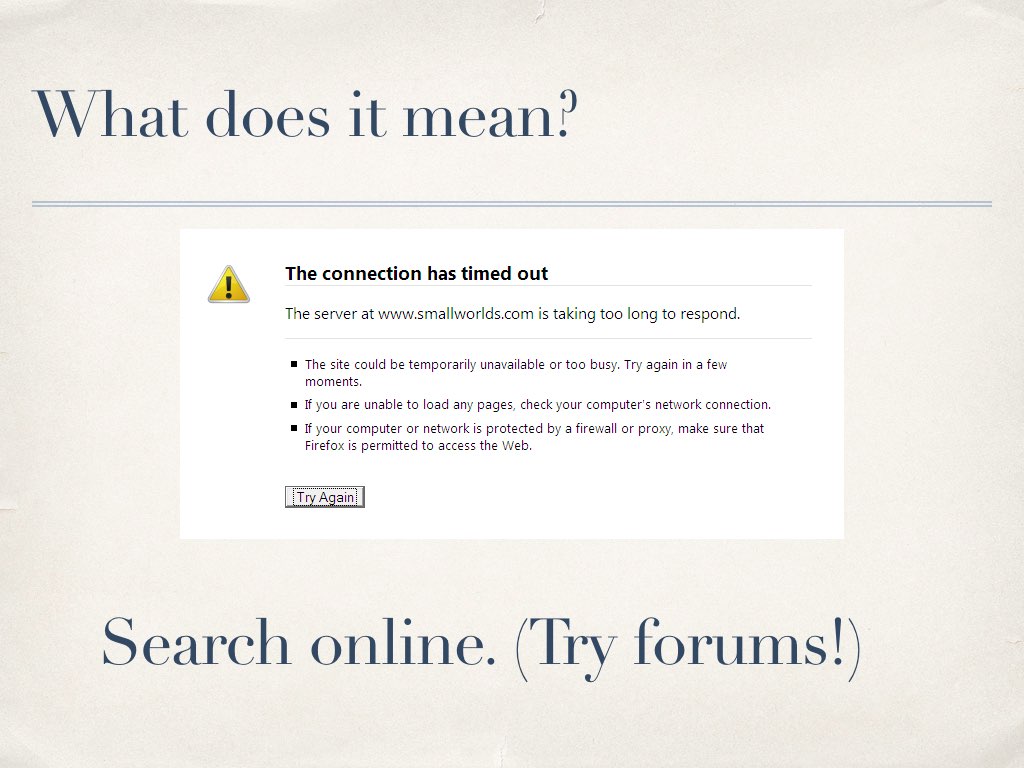 What does it mean?
The connection has timed out
The server at www.smallworlds.com is taking too long to respond.
The site could be temporarily unavailable or too busy. Try again in a few
moments.
If you are unable to load any pages, check your computer's network connection.
If your computer or network is protected by a firewall or proxy, make sure that
Firefox is permitted to access the Web.
Try Again
Search online. (Try forums!)